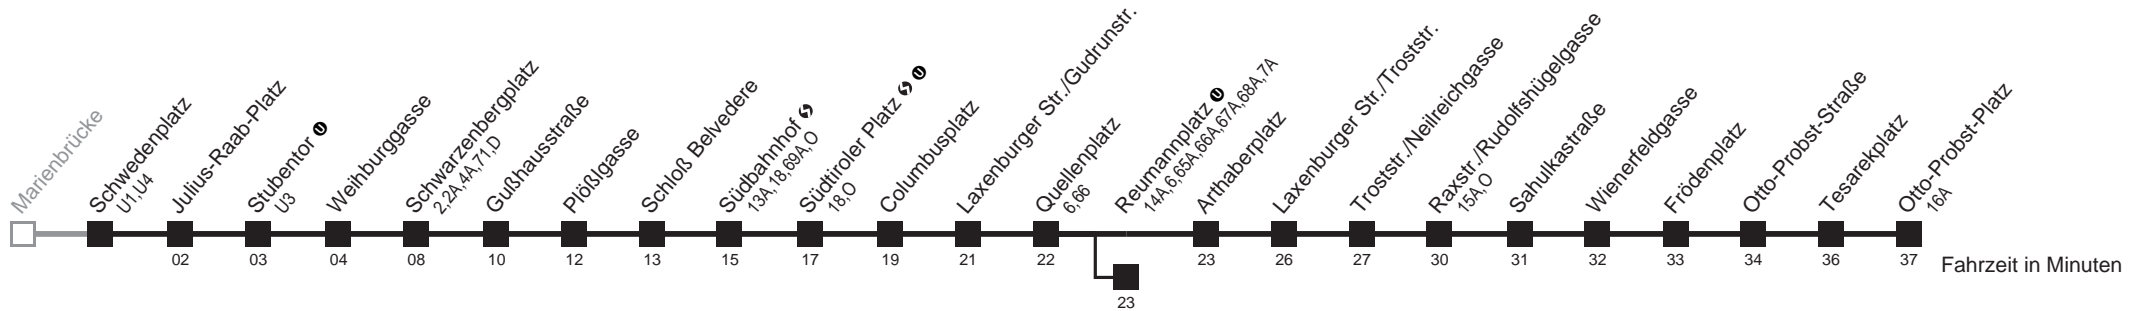 Marienbrücke
Schwedenplatz
U1,U4
Julius-Raab-Platz
Stubentor U
U3
Weihburggasse
Schwarzenbergplatz
2,2A,4A,71,D
Gußhausstraße
Plößlgasse
Schloß Belvedere
Südbahnhof
13A,18,69A,O
Südtiroler Platz U
18,O
Columbusplatz
Laxenburger Str./Gudrunstr.
Quellenplatz
6,66
Reumannplatz U
14A,6,65A,66A,67A,68A,7A
Arthaberplatz
Laxenburger Str./Troststr.
Troststr./Neilreichgasse
Raxstr./Rudolfshügelgasse
15A,O
Sahulkastraße
Wienerfeldgasse
Frödenplatz
Otto-Probst-Straße
Tesarekplatz
Otto-Probst-Platz
16A
02 03 04 08 10 12 13 15 17 19 21 22 23 26 27 30 31 32 33 34 36 37 Fahrzeit in Minuten
23